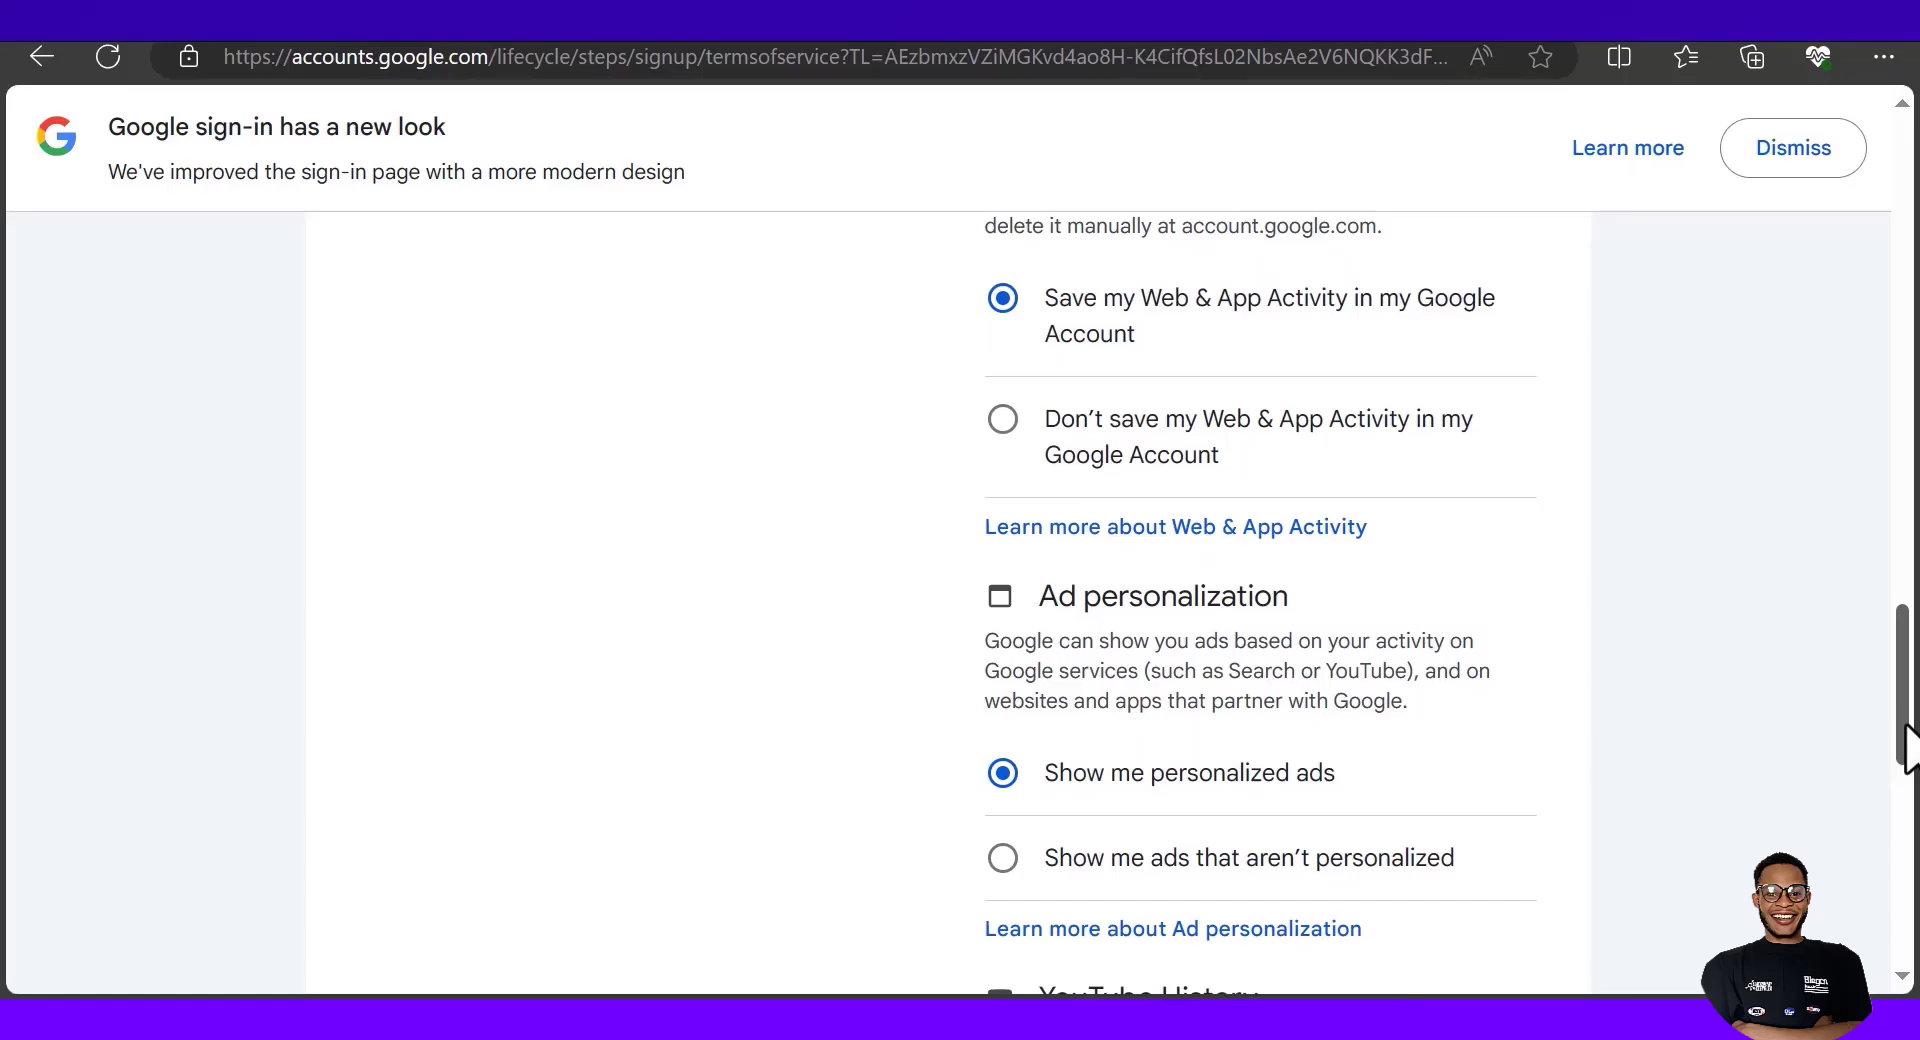 https://accounts.google.com/lifecycle/steps/signup/termsofservice?TL=AEzbmxzVZiMGKvd4ao8H-K4CifQfsL02NbsAe2V6NQKK3dF...
Google sign-in has a new look
We've improved the sign-in page with a more modern design
Learn more
Dismiss
delete it manually at account.google.com.
Save my Web & App Activity in my Google
Account
Don’t save my Web & App Activity in my
Google Account
Learn more about Web & App Activity
Ad personalization
Google can show you ads based on your activity on
Google services (such as Search or YouTube), and on
websites and apps that partner with Google.
Show me personalized ads
Show me ads that aren’t personalized
Learn more about Ad personalization
YouTube History